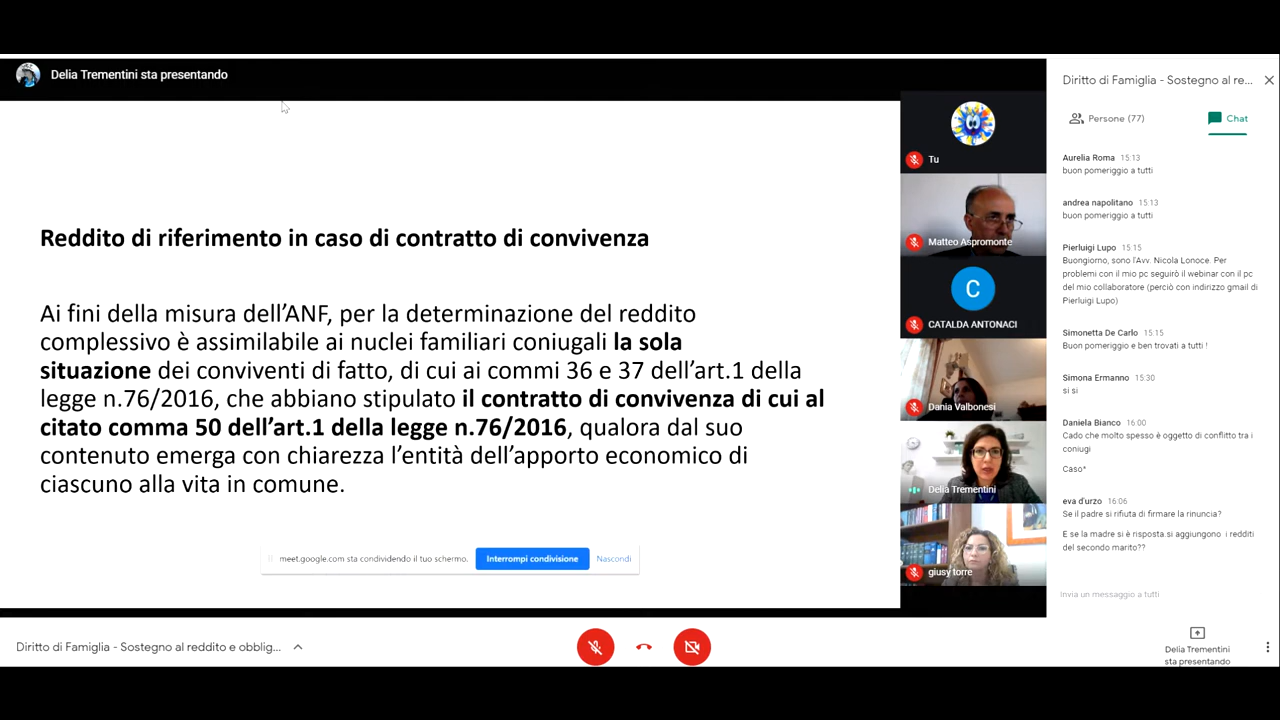 Delia Trementini sta presentando
Reddito di riferimento in caso di contratto di convivenza
Ai fini della misura dell'ANF, per la determinazione del reddito
complessivo è assimilabile ai nuclei familiari coniugali la sola
situazione dei conviventi di fatto, di cui ai commi 36 e 37 dell'art.1 della
legge n.76/2016, che abbiano stipulato il contratto di convivenza di cui al
citato comma 50 dell'art.1 della legge n.76/2016, qualora dal suo
contenuto emerga con chiarezza l'entità dell'apporto economico di
ciascuno alla vita in comune.
meet.google.com sta condividendo il tuo schermo.
Interrompi condivisione
Nascondi
Tu
Matteo Aspromonte
C
CATALDA ANTONACI
Dania Valbonesi
Delia Trementini
giusy torre
Diritto di Famiglia - Sostegno al re...
Persone (77)
Chat
Aurelia Roma 15:13
buon pomeriggio a tutti
andrea napolitano 15:13
buon pomeriggio a tutti
Pierluigi Lupo 15:15
Buongiorno, sono l'Avv. Nicola Lonoce. Per
problemi con il mio pc seguirò il webinar con il pc
del mio collaboratore (perciò con indirizzo gmail di
Pierluigi Lupo)
Simonetta De Carlo 15:15
Buon pomeriggio e ben trovati a tutti !
Simona Ermanno 15:30
si si
Daniela Bianco 16:00
Cado che molto spesso è oggetto di conflitto tra i
coniugi
Caso*
eva d'urzo 16:06
Se il padre si rifiuta di firmare la rinuncia?
E se la madre si è risposta.si aggiungono i redditi
del secondo marito??
Invia un messaggio a tutti
Diritto di Famiglia - Sostegno al reddito e obblig...
Delia Trementini
sta presentando